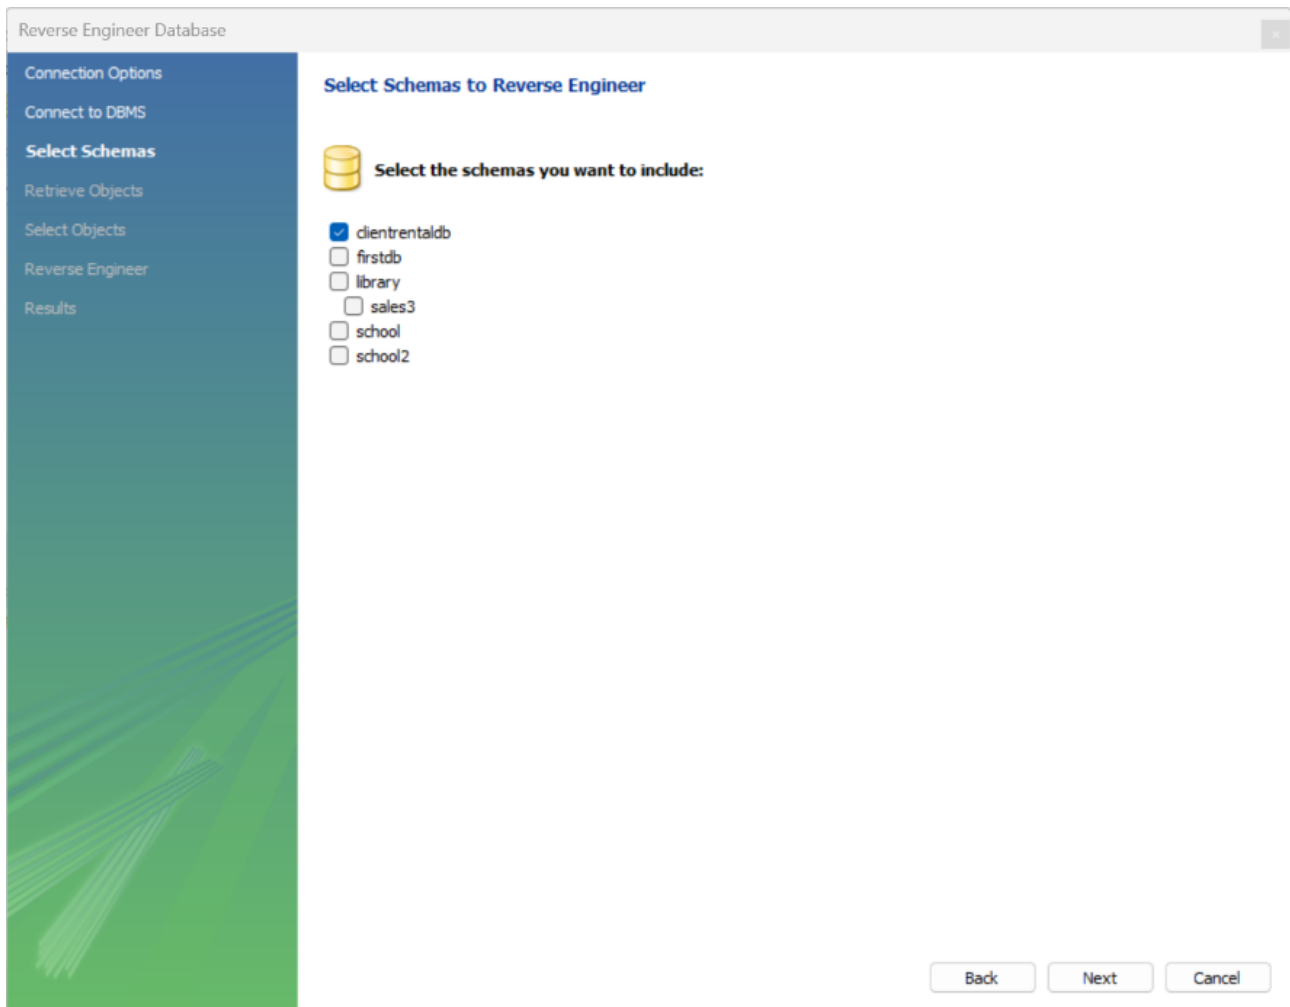 Reverse Engineer Database
Connection Options
Connect to DBMS
Select Schemas
Retrieve Objects
Select Objects
Reverse Engineer
Results
Select Schemas to Reverse Engineer
Select the schemas you want to include:
clientrentaldb
firstdb
library
sales3
school
school2
Back Next Cancel